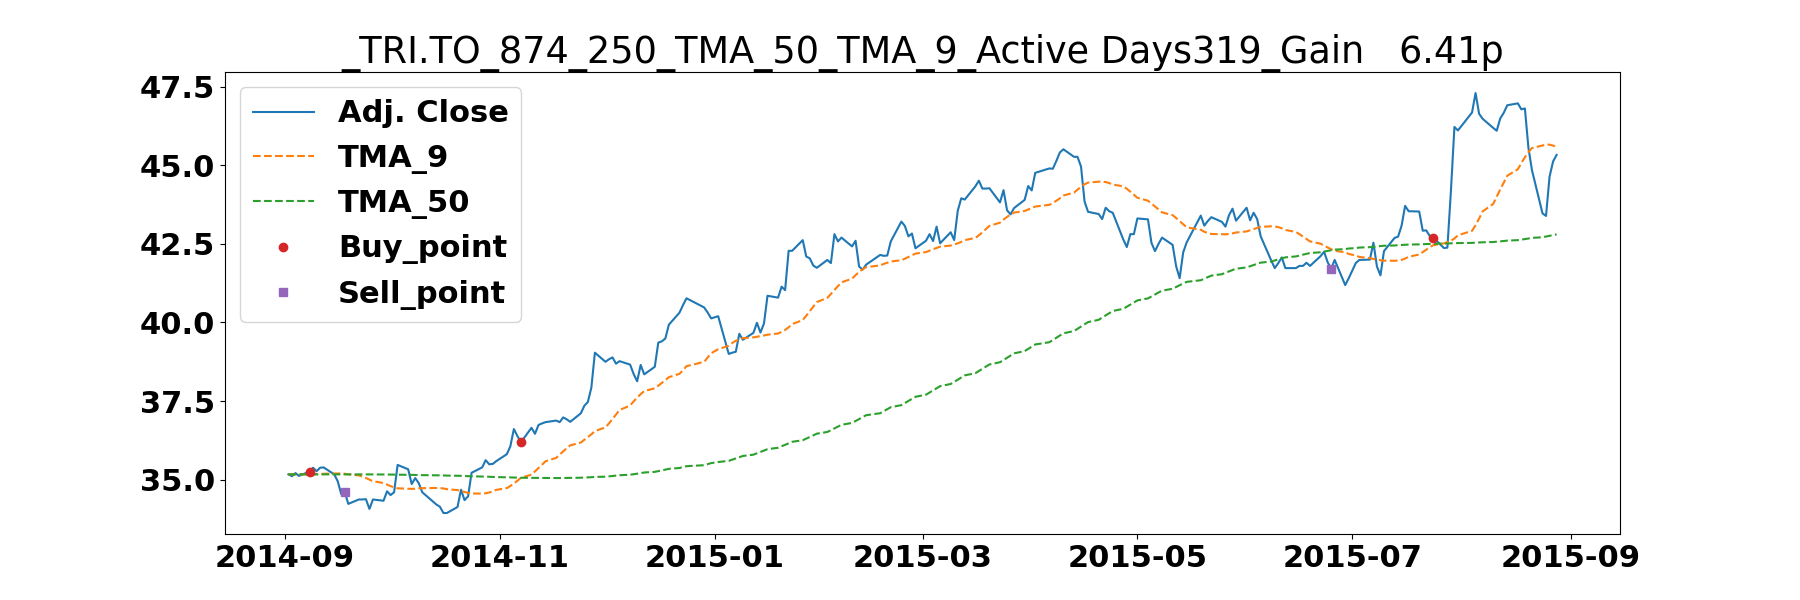 _TRI.TO_874_250_TMA_50_TMA_9_Active Days319_Gain   6.41p
47.5
45.0
42.5
40.0
37.5
35.0
Adj. Close
TMA_9
TMA_50
Buy_point
Sell_point
2014-09 2014-11 2015-01 2015-03 2015-05 2015-07 2015-09